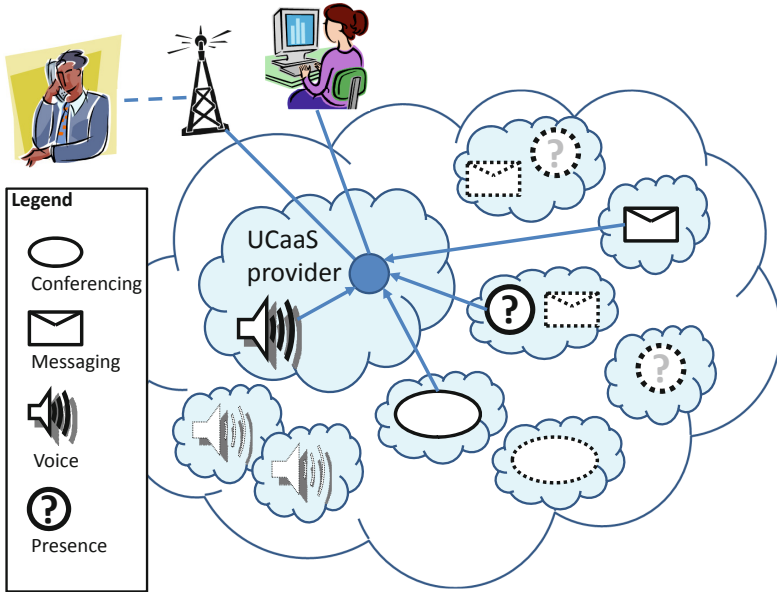 UCaaS
provider
Legend
Conferencing
Messaging
Voice
?
Presence
?
?
?